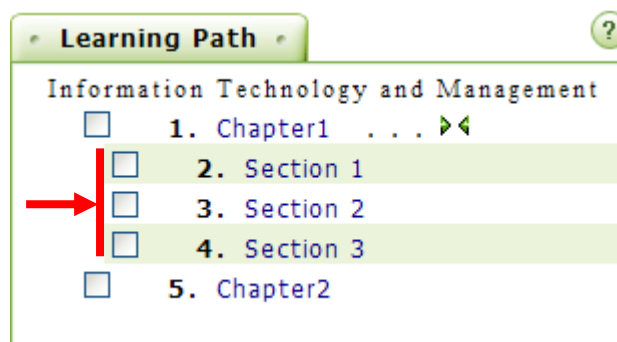 Learning Path
?
Information Technology and Management
1. Chapter1 . . .
2. Section 1
3. Section 2
4. Section 3
5. Chapter2